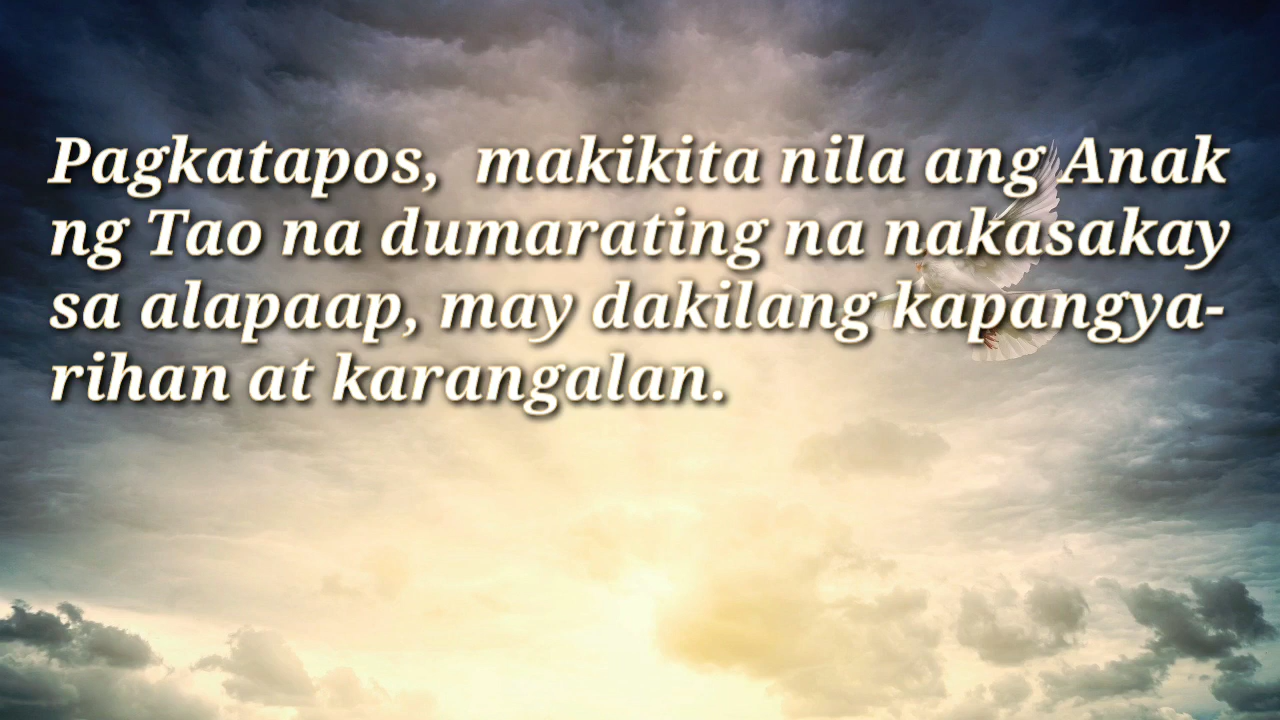 Pagkatapos, makikita nila ang Anak
ng Tao na dumarating na nakasakay
sa alapaap, may dakilang kapangya-
rihan at karangalan.